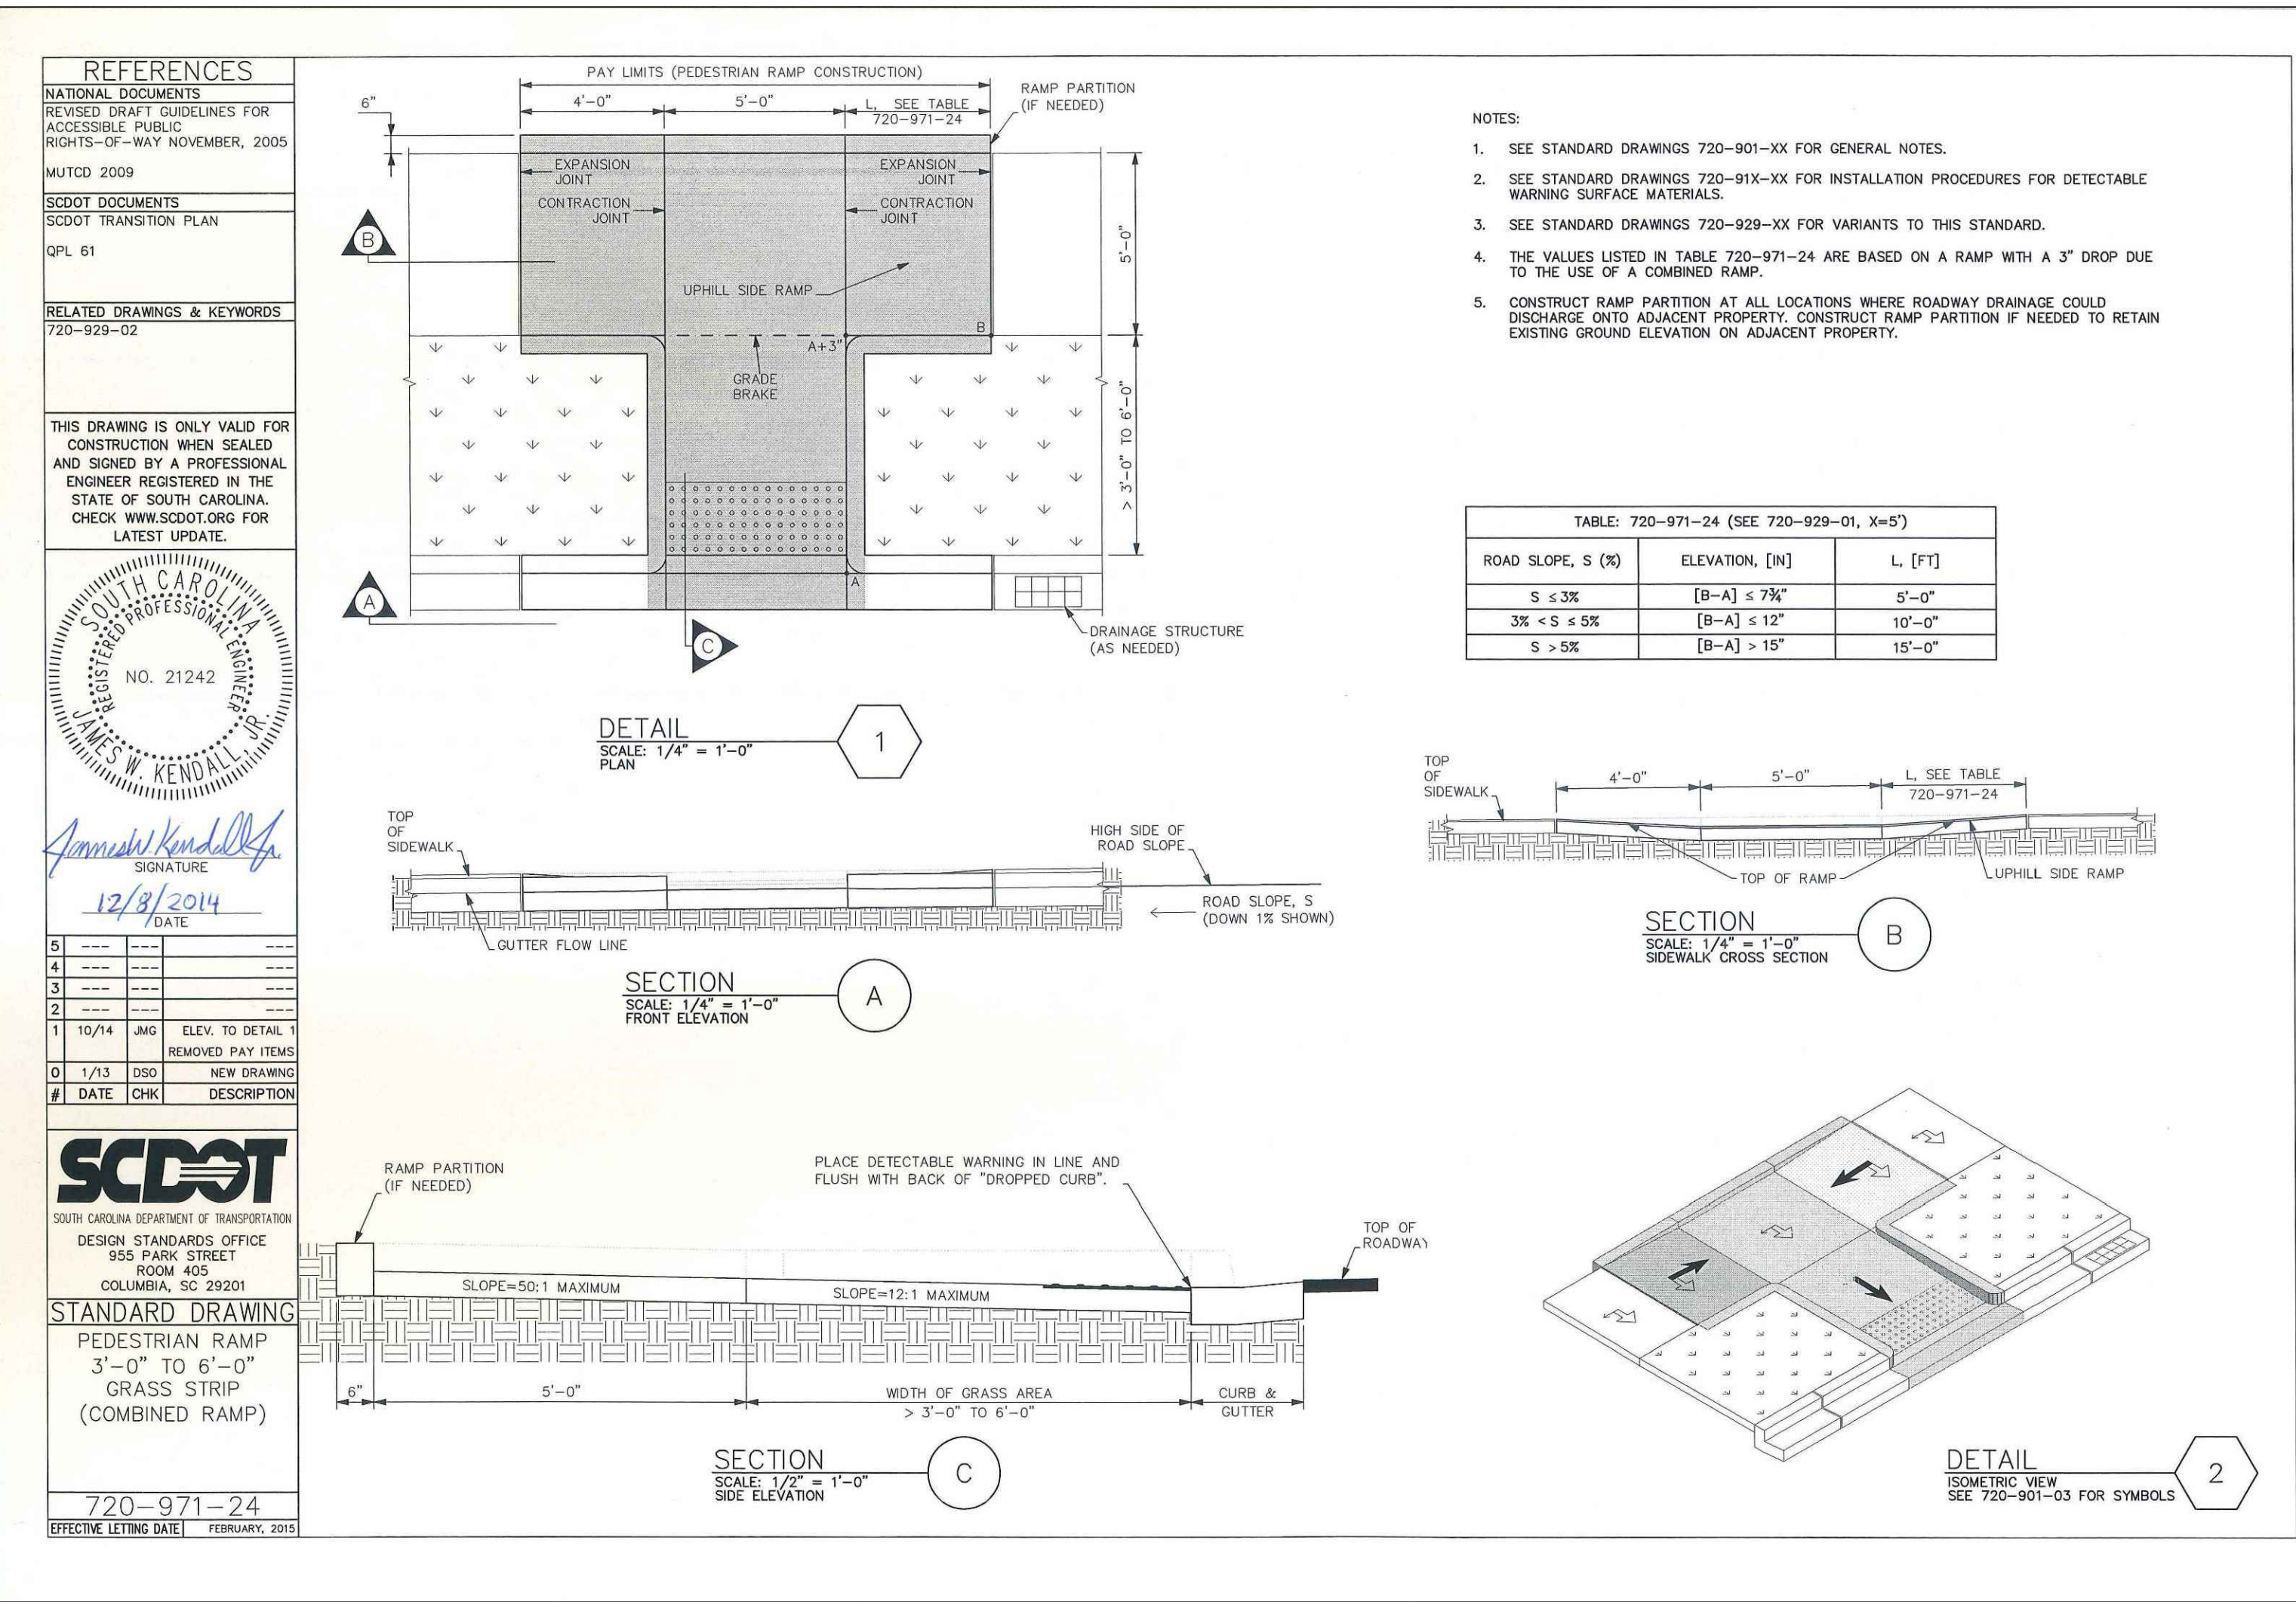 REFERENCES
NATIONAL DOCUMENTS
REVISED DRAFT GUIDELINES FOR
ACCESSIBLE PUBLIC
RIGHTS-OF-WAY NOVEMBER, 2005
MUTCD 2009
SCDOT DOCUMENTS
SCDOT TRANSITION PLAN
QPL 61
RELATED DRAWINGS & KEYWORDS
720-929-02
THIS DRAWING IS ONLY VALID FOR
CONSTRUCTION WHEN SEALED
AND SIGNED BY A PROFESSIONAL
ENGINEER REGISTERED IN THE
STATE OF SOUTH CAROLINA.
CHECK WWW.SCDOT.ORG FOR
LATEST UPDATE.
SOUTH CAROLINA
REGISTERED PROFESSIONAL ENGINEER
NO. 21242
JAMES W. KENDALL, JR.
James W. Kendall Jr.
SIGNATURE
12/8/2014
DATE
5 --- --- ---
4 --- --- ---
3 --- --- ---
2 --- --- ---
1 10/14 JMG ELEV. TO DETAIL 1
REMOVED PAY ITEMS
0 1/13 DSO NEW DRAWING
# DATE CHK DESCRIPTION
SCDOT
SOUTH CAROLINA DEPARTMENT OF TRANSPORTATION
DESIGN STANDARDS OFFICE
955 PARK STREET
ROOM 405
COLUMBIA, SC 29201
STANDARD DRAWING
PEDESTRIAN RAMP
3'-0" TO 6'-0"
GRASS STRIP
(COMBINED RAMP)
720-971-24
EFFECTIVE LETTING DATE FEBRUARY, 2015
PAY LIMITS (PEDESTRIAN RAMP CONSTRUCTION)
6"
4'-0"
5'-0"
L, SEE TABLE
720-971-24
RAMP PARTITION
(IF NEEDED)
EXPANSION
JOINT
EXPANSION
JOINT
CONTRACTION
JOINT
CONTRACTION
JOINT
B
UPHILL SIDE RAMP
5'-0"
B
A+3"
GRADE
BRAKE
> 3'-0" TO 6'-0"
A
A
C
DRAINAGE STRUCTURE
(AS NEEDED)
DETAIL
SCALE: 1/4" = 1'-0"
PLAN
1
NOTES:
1. SEE STANDARD DRAWINGS 720-901-XX FOR GENERAL NOTES.
2. SEE STANDARD DRAWINGS 720-91X-XX FOR INSTALLATION PROCEDURES FOR DETECTABLE
WARNING SURFACE MATERIALS.
3. SEE STANDARD DRAWINGS 720-929-XX FOR VARIANTS TO THIS STANDARD.
4. THE VALUES LISTED IN TABLE 720-971-24 ARE BASED ON A RAMP WITH A 3" DROP DUE
TO THE USE OF A COMBINED RAMP.
5. CONSTRUCT RAMP PARTITION AT ALL LOCATIONS WHERE ROADWAY DRAINAGE COULD
DISCHARGE ONTO ADJACENT PROPERTY. CONSTRUCT RAMP PARTITION IF NEEDED TO RETAIN
EXISTING GROUND ELEVATION ON ADJACENT PROPERTY.
TABLE: 720-971-24 (SEE 720-929-01, X=5')
ROAD SLOPE, S (%) ELEVATION, [IN] L, [FT]
S ≤ 3% [B-A] ≤ 7¾" 5'-0"
3% < S ≤ 5% [B-A] ≤ 12" 10'-0"
S > 5% [B-A] > 15" 15'-0"
TOP
OF
SIDEWALK
HIGH SIDE OF
ROAD SLOPE
ROAD SLOPE, S
(DOWN 1% SHOWN)
GUTTER FLOW LINE
SECTION
SCALE: 1/4" = 1'-0"
FRONT ELEVATION
A
TOP
OF
SIDEWALK
4'-0"
5'-0"
L, SEE TABLE
720-971-24
TOP OF RAMP
UPHILL SIDE RAMP
SECTION
SCALE: 1/4" = 1'-0"
SIDEWALK CROSS SECTION
B
RAMP PARTITION
(IF NEEDED)
PLACE DETECTABLE WARNING IN LINE AND
FLUSH WITH BACK OF "DROPPED CURB".
TOP OF
ROADWAY
SLOPE=50:1 MAXIMUM
SLOPE=12:1 MAXIMUM
6"
5'-0"
WIDTH OF GRASS AREA
> 3'-0" TO 6'-0"
CURB &
GUTTER
SECTION
SCALE: 1/2" = 1'-0"
SIDE ELEVATION
C
DETAIL
ISOMETRIC VIEW
SEE 720-901-03 FOR SYMBOLS
2